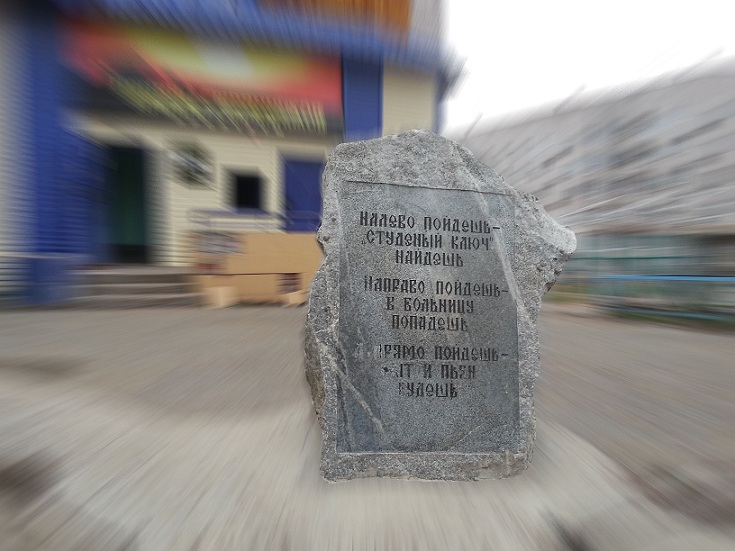 НАЛЕВО ПОЙДЕШЬ–
„СТУДЕНЫЙ КЛЮЧ"
НАЙДЕШЬ
НАПРАВО ПОЙДЕШЬ–
В БОЛЬНИЦУ
ПОПАДЕШЬ
ПРЯМО ПОЙДЕШЬ–
И ПЬЯН
БУДЕШЬ